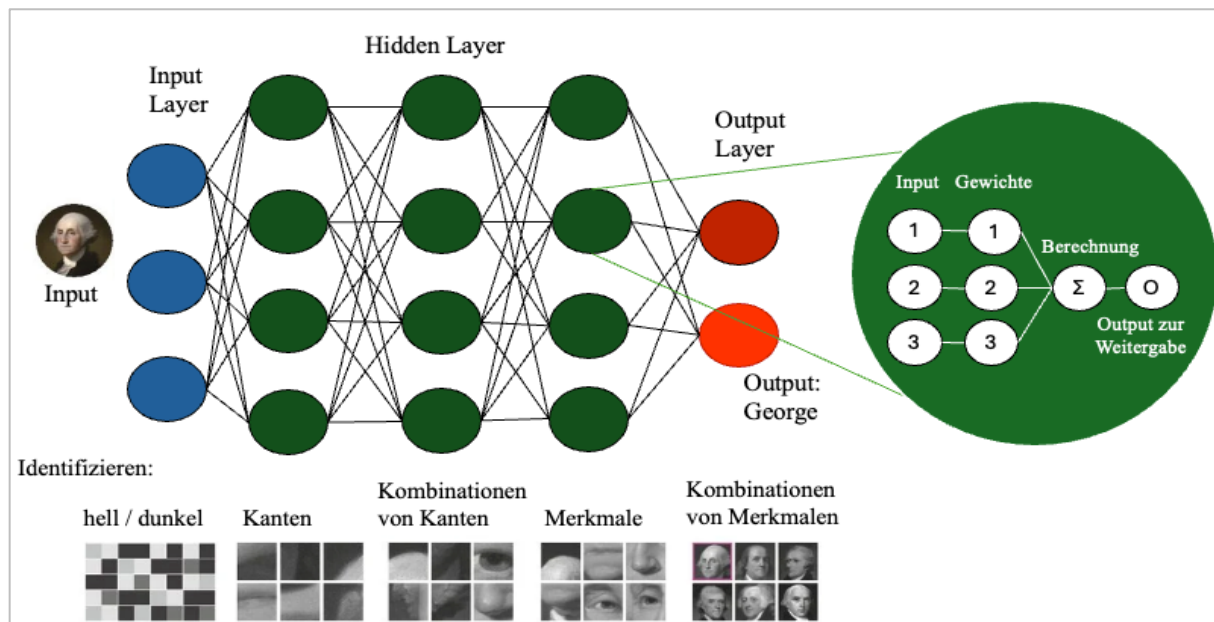 Hidden Layer
Input
Layer
Output
Layer
Input
Output:
George
Input Gewichte
1 1
Berechnung
2 2 Σ O
3 3
Output zur
Weitergabe
Identifizieren:
hell / dunkel
Kanten
Kombinationen
von Kanten
Merkmale
Kombinationen
von Merkmalen